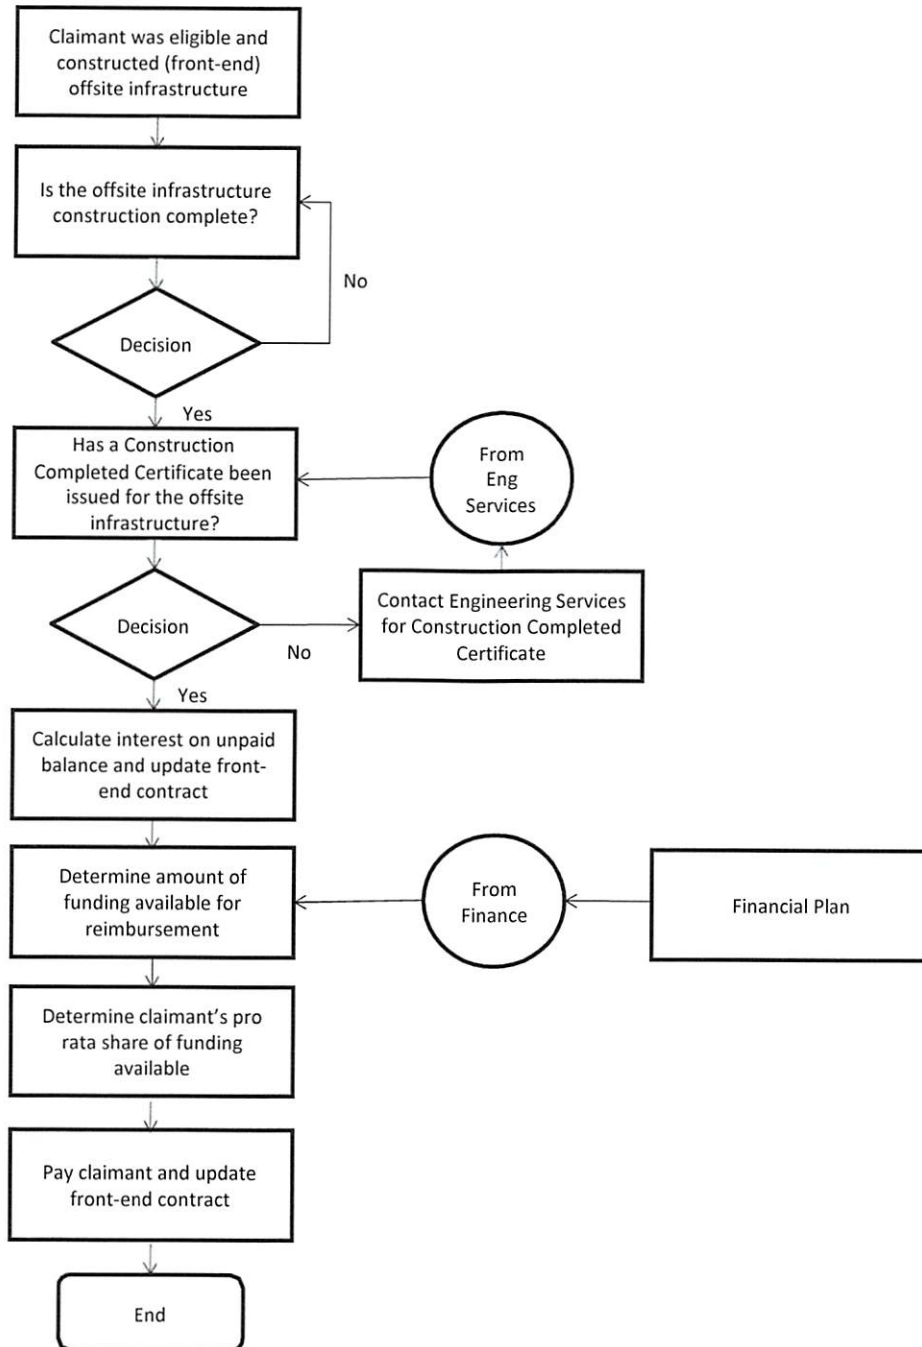 Claimant was eligible and
constructed (front-end)
offsite infrastructure
Is the offsite infrastructure
construction complete?
No
Decision
Yes
Has a Construction
Completed Certificate been
issued for the offsite
infrastructure?
From
Eng
Services
Decision
No
Contact Engineering Services
for Construction Completed
Certificate
Yes
Calculate interest on unpaid
balance and update front-
end contract
Determine amount of
funding available for
reimbursement
From
Finance
Financial Plan
Determine claimant's pro
rata share of funding
available
Pay claimant and update
front-end contract
End